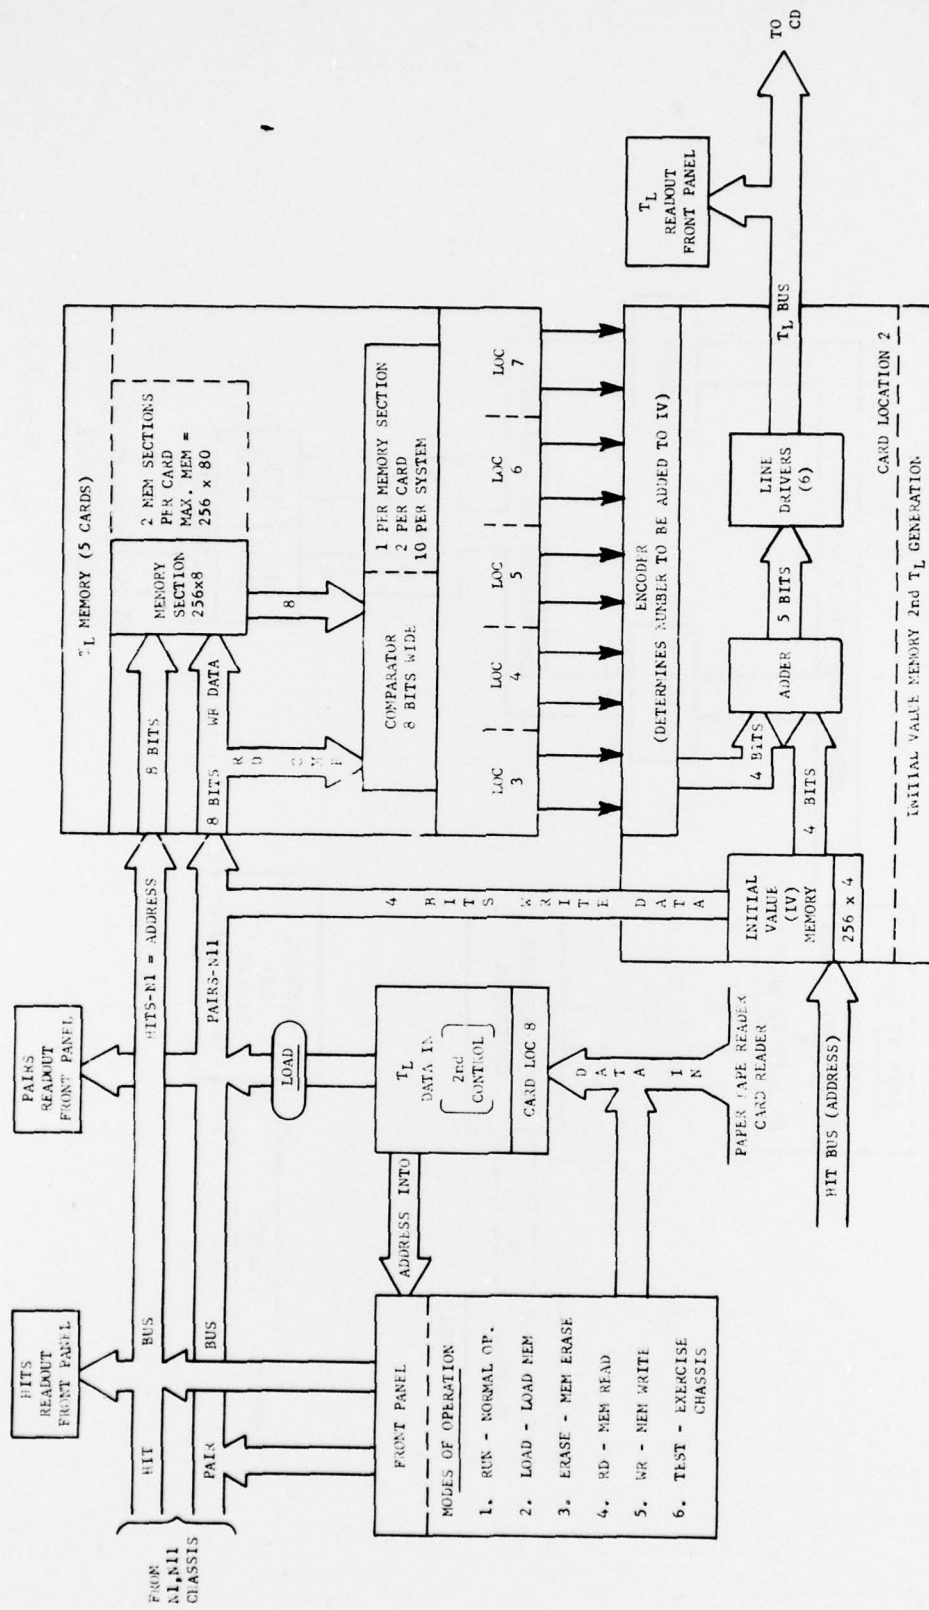 FROM
N1,N11
CHASSIS
HIT
BUS
HITS-N1 = ADDRESS
PAIR
BUS
PAIRS-N11
HITS
READOUT
FRONT PANEL
PAIRS
READOUT
FRONT PANEL
FRONT PANEL
MODES OF OPERATION
1. RUN - NORMAL OP.
2. LOAD - LOAD MEM
3. ERASE - MEM ERASE
4. RD - MEM READ
5. WR - MEM WRITE
6. TEST - EXERCISE
CHASSIS
ADDRESS INTO
LOAD
TL
DATA IN
2nd
CONTROL
CARD LOC 8
DATA IN
PAPER TAPE READER
CARD READER
TL MEMORY (5 CARDS)
8 BITS
8 BITS
WR DATA
MEMORY
SECTION
256x8
2 MEM SECTIONS
PER CARD
MAX. MEM =
256 x 80
RD
8
COMPARATOR
8 BITS WIDE
1 PER MEMORY SECTION
2 PER CARD
10 PER SYSTEM
LOC
3
LOC
4
LOC
5
LOC
6
LOC
7
4 BITS WRITE DATA
ENCODER
(DETERMINES NUMBER TO BE ADDED TO IV)
4 BITS
4 BITS
ADDER
5 BITS
LINE
DRIVERS
(6)
TL BUS
TL
READOUT
FRONT PANEL
TO
CD
INITIAL
VALUE
(IV)
MEMORY
256 x 4
HIT BUS (ADDRESS)
CARD LOCATION 2
INITIAL VALUE MEMORY 2nd TL GENERATION